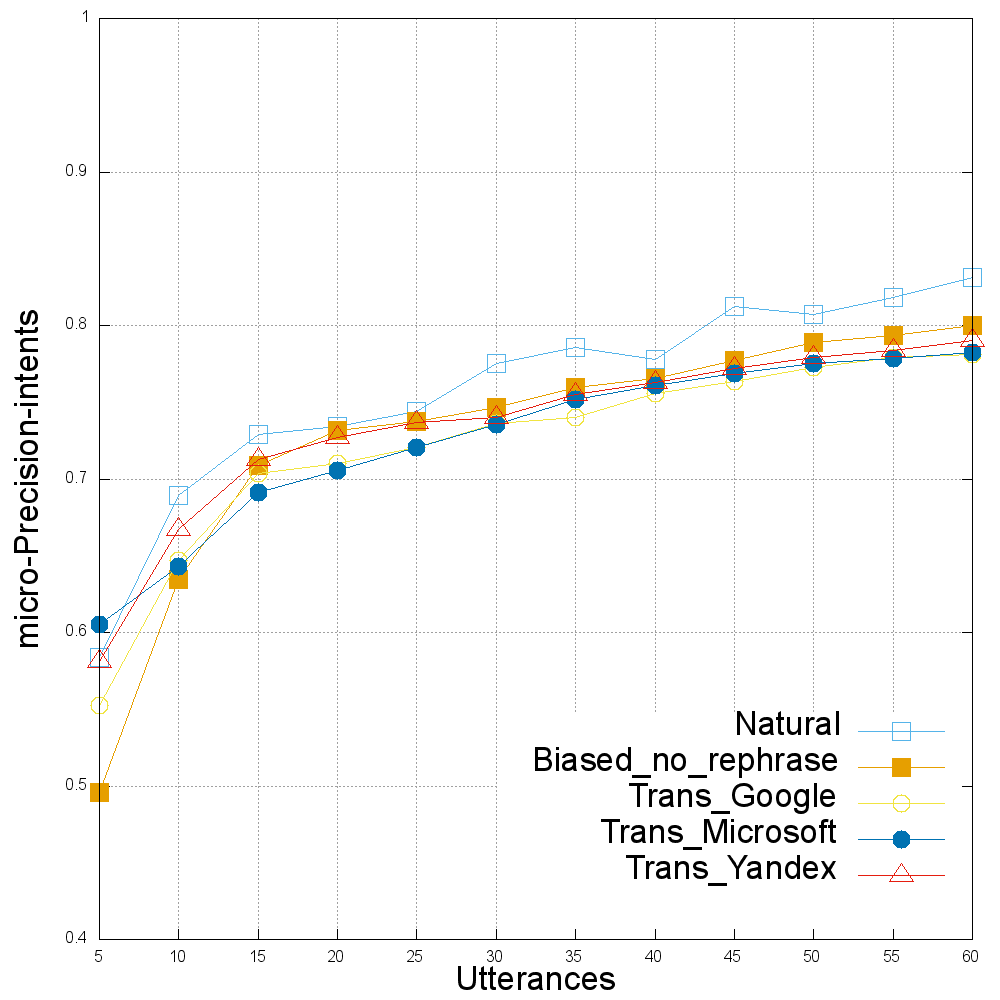 1
0.9
0.8
0.7
0.6
0.5
0.4
micro-Precision-intents
Natural
Biased_no_rephrase
Trans_Google
Trans_Microsoft
Trans_Yandex
5 10 15 20 25 30 35 40 45 50 55 60
Utterances